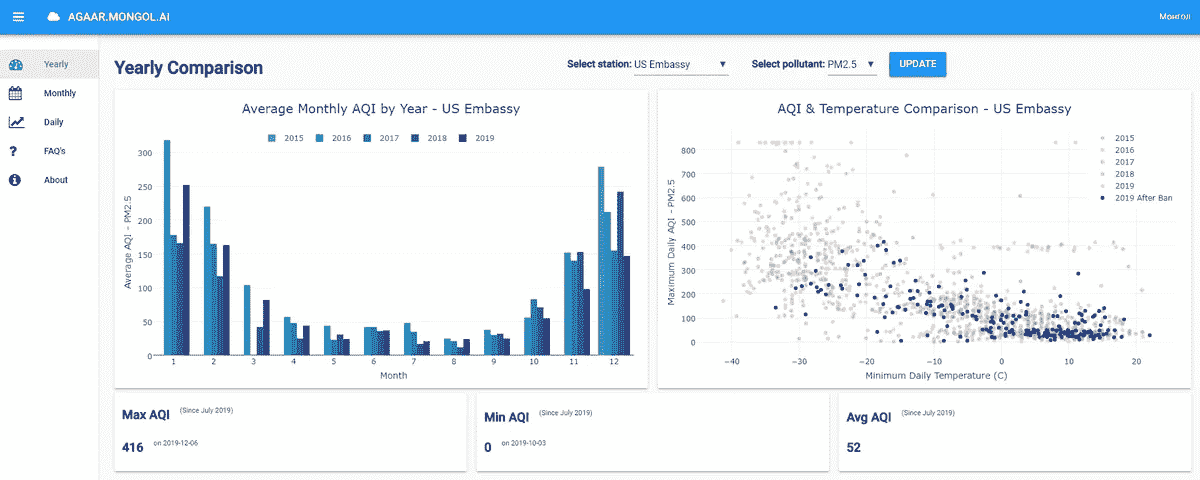 AGAAR.MONGOL.AI
Монгол
Yearly
Monthly
Daily
FAQ's
About
Yearly Comparison
Select station: US Embassy
Select pollutant: PM2.5
UPDATE
Average Monthly AQI by Year - US Embassy
2015 2016 2017 2018 2019
300
250
200
150
100
50
0
Average AQI - PM2.5
1 2 3 4 5 6 7 8 9 10 11 12
Month
AQI & Temperature Comparison - US Embassy
2015
2016
2017
2018
2019
2019 After Ban
800
700
600
500
400
300
200
100
0
Maximum Daily AQI - PM2.5
−40 −30 −20 −10 0 10 20
Minimum Daily Temperature (C)
Max AQI (Since July 2019)
416 on 2019-12-06
Min AQI (Since July 2019)
0 on 2019-10-03
Avg AQI (Since July 2019)
52